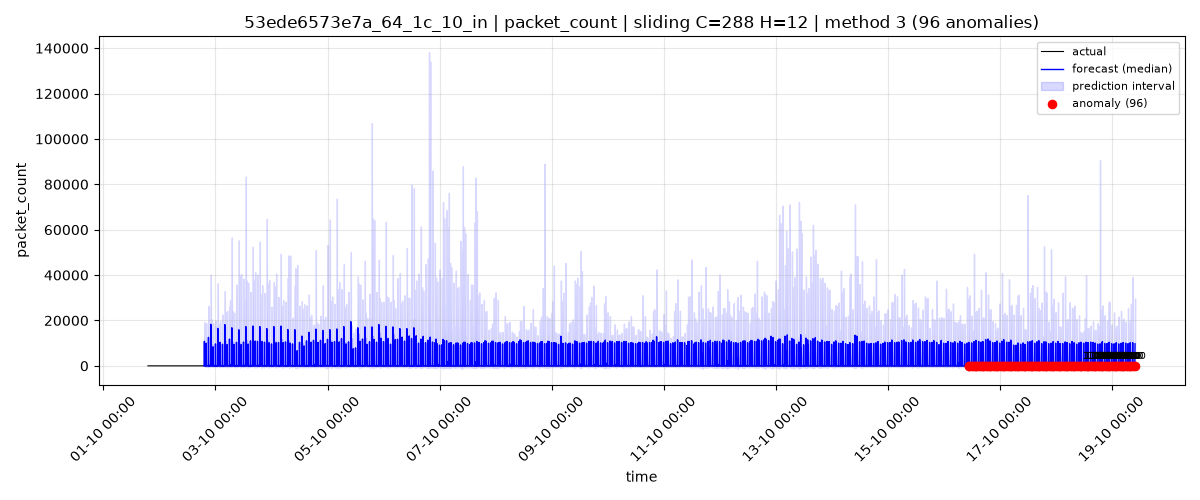 53ede6573e7a_64_1c_10_in | packet_count | sliding C=288 H=12 | method 3 (96 anomalies)
actual
forecast (median)
prediction interval
anomaly (96)
packet_count
140000
120000
100000
80000
60000
40000
20000
0
01-10 00:00
03-10 00:00
05-10 00:00
07-10 00:00
09-10 00:00
11-10 00:00
13-10 00:00
15-10 00:00
17-10 00:00
19-10 00:00
time